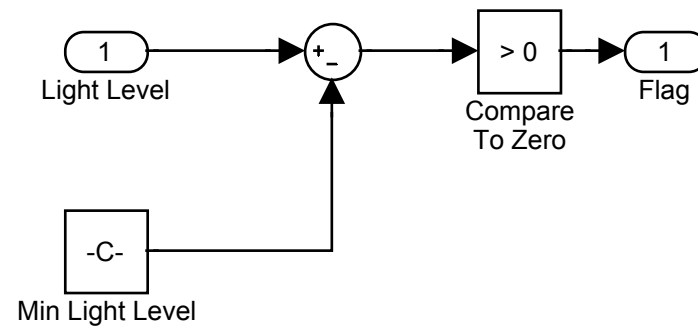 1
Light Level
+
−
> 0
Compare
To Zero
1
Flag
-C-
Min Light Level